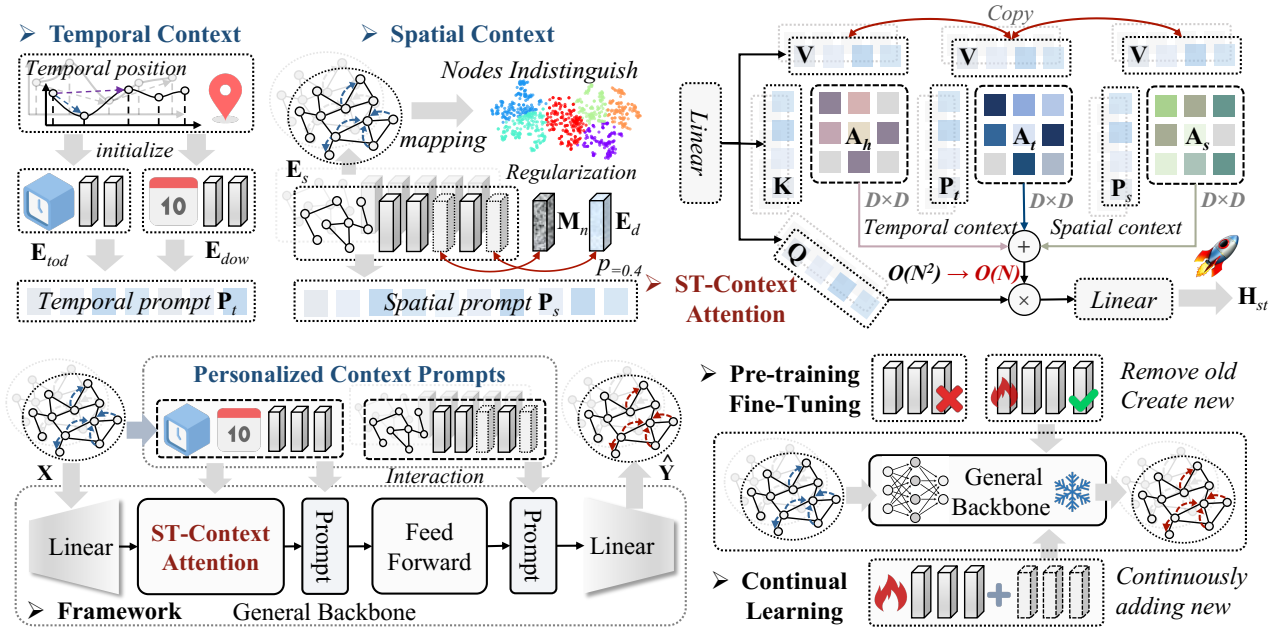 ➢ Temporal Context
Temporal position
initialize
10
E_tod
E_dow
Temporal prompt P_t
➢ Spatial Context
Nodes Indistinguish
mapping
E_s
Regularization
M_n
E_d
p=0.4
Spatial prompt P_s
➢ ST-Context
Attention
Copy
V
V
V
Linear
K
A_h
P_t
A_t
P_s
A_s
D×D
D×D
D×D
Temporal context
Spatial context
+
Q
O(N²) → O(N)
×
Linear
H_st
Personalized Context Prompts
10
X
Interaction
Ŷ
Linear
ST-Context
Attention
Prompt
Feed
Forward
Prompt
Linear
➢ Framework
General Backbone
➢ Pre-training
Fine-Tuning
Remove old
Create new
General
Backbone
➢ Continual
Learning
+
Continuously
adding new